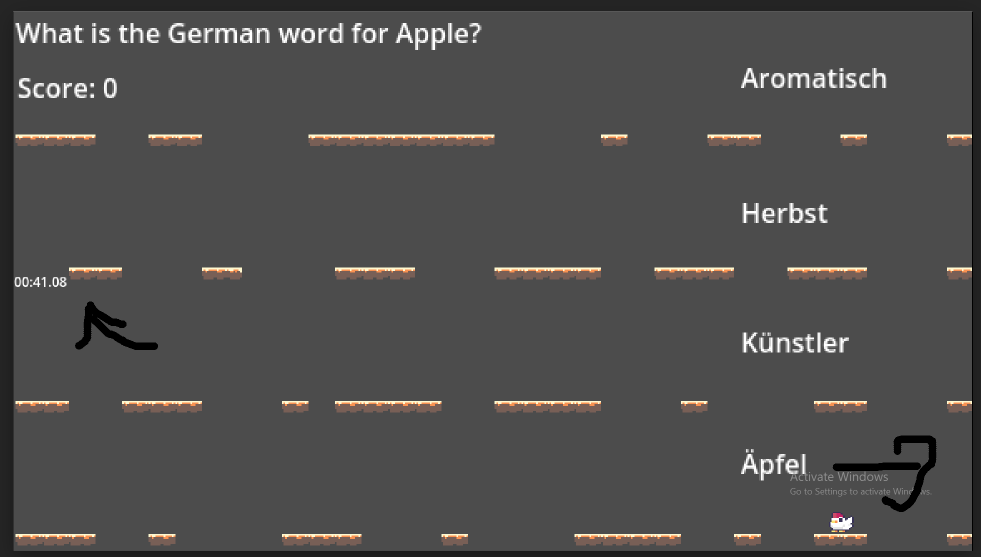 What is the German word for Apple?
Score: 0
Aromatisch
Herbst
00:41.08
Künstler
Äpfel
Activate Windows
Go to Settings to activate Windows.